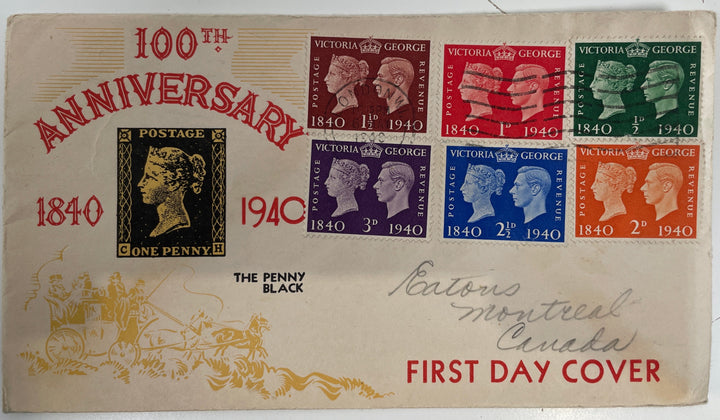 100TH
ANNIVERSARY
POSTAGE
C ONE PENNY. H
1840 1940
THE PENNY
BLACK
VICTORIA GEORGE
POSTAGE REVENUE
1840 1½D 1940
VICTORIA GEORGE
POSTAGE REVENUE
1840 1D 1940
VICTORIA GEORGE
POSTAGE REVENUE
1840 ½D 1940
VICTORIA GEORGE
POSTAGE REVENUE
1840 3D 1940
VICTORIA GEORGE
POSTAGE REVENUE
1840 2½D 1940
VICTORIA GEORGE
POSTAGE REVENUE
1840 2D 1940
Eatons
Montreal
Canada
FIRST DAY COVER